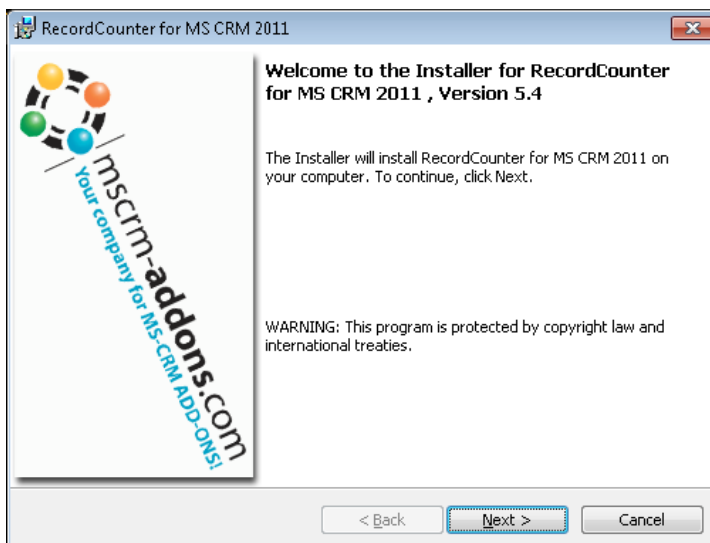 RecordCounter for MS CRM 2011
Welcome to the Installer for RecordCounter
for MS CRM 2011 , Version 5.4
The Installer will install RecordCounter for MS CRM 2011 on
your computer. To continue, click Next.
WARNING: This program is protected by copyright law and
international treaties.
mscrm-addons.com
Your company for MS-CRM ADD-ONS!
< Back
Next >
Cancel